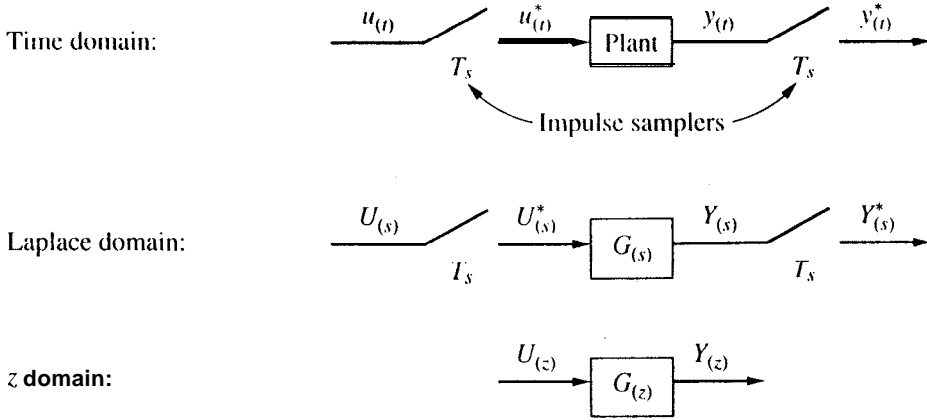 u(t) u*(t) y(t) y*(t)
Time domain: Plant
Ts Ts
Impulse samplers
U(s) U*(s) Y(s) Y*(s)
Laplace domain: G(s)
Ts Ts
U(z) Y(z)
z domain: G(z)